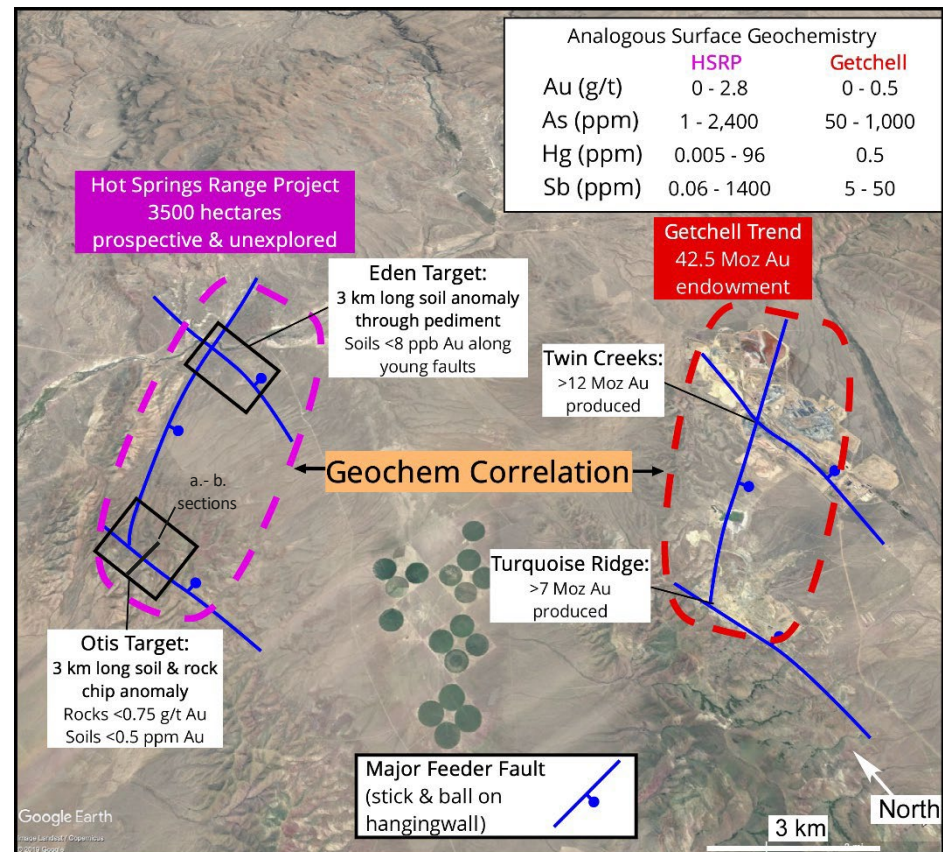 Analogous Surface Geochemistry
HSRP Getchell
Au (g/t) 0 - 2.8 0 - 0.5
As (ppm) 1 - 2,400 50 - 1,000
Hg (ppm) 0.005 - 96 0.5
Sb (ppm) 0.06 - 1400 5 - 50
Hot Springs Range Project
3500 hectares
prospective & unexplored
Getchell Trend
42.5 Moz Au
endowment
Eden Target:
3 km long soil anomaly
through pediment
Soils <8 ppb Au along
young faults
Twin Creeks:
>12 Moz Au
produced
Geochem Correlation
a.- b.
sections
Turquoise Ridge:
>7 Moz Au
produced
Otis Target:
3 km long soil & rock
chip anomaly
Rocks <0.75 g/t Au
Soils <0.5 ppm Au
Major Feeder Fault
(stick & ball on
hangingwall)
North
3 km
Google Earth
Image Landsat / Copernicus
© 2019 Google